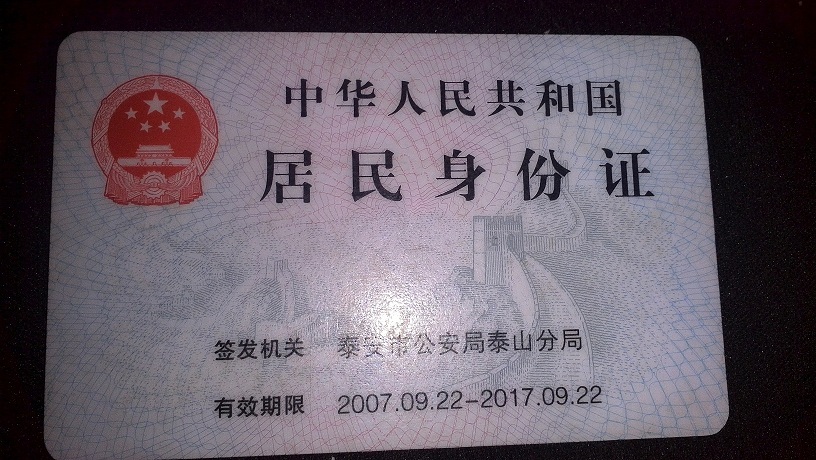 中华人民共和国
居民身份证
签发机关 泰安市公安局泰山分局
有效期限 2007.09.22-2017.09.22